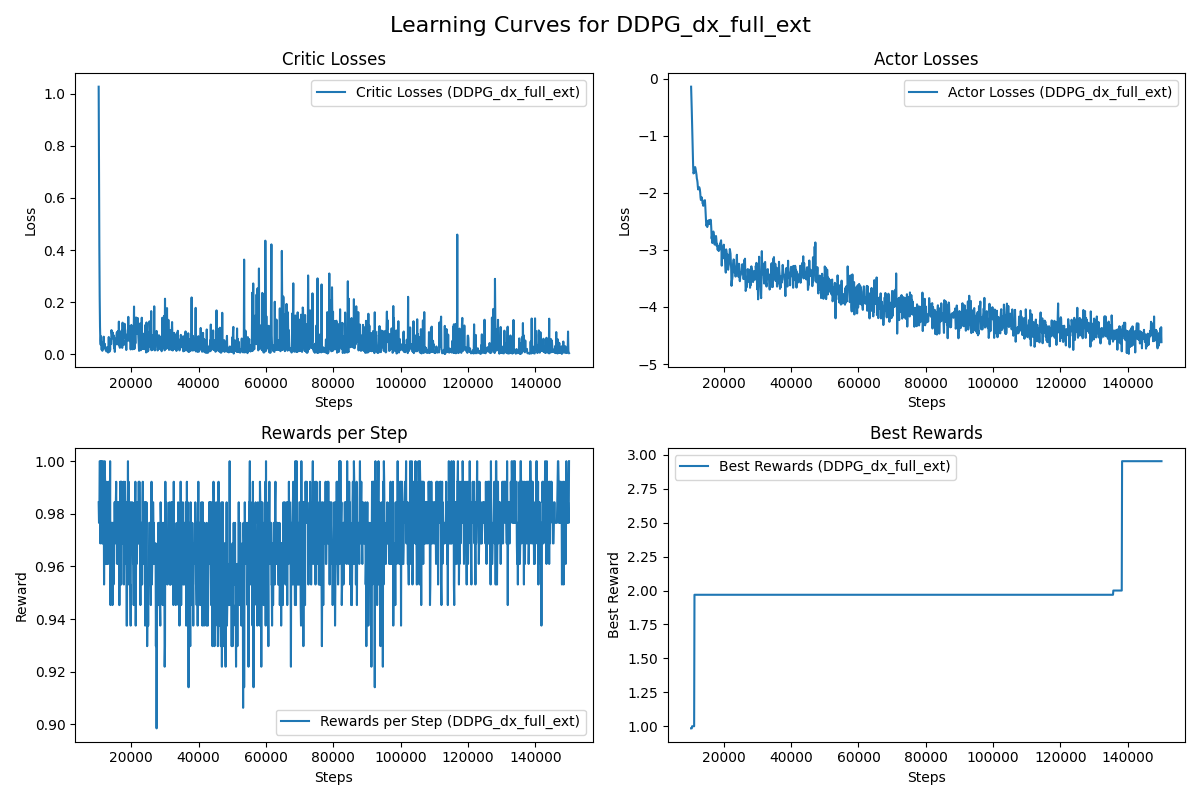 Learning Curves for DDPG_dx_full_ext
Critic Losses
Critic Losses (DDPG_dx_full_ext)
1.0
0.8
0.6
0.4
0.2
0.0
Loss
20000 40000 60000 80000 100000 120000 140000
Steps
Actor Losses
Actor Losses (DDPG_dx_full_ext)
0
−1
−2
−3
−4
−5
Loss
20000 40000 60000 80000 100000 120000 140000
Steps
Rewards per Step
1.00
0.98
0.96
0.94
0.92
0.90
Reward
Rewards per Step (DDPG_dx_full_ext)
20000 40000 60000 80000 100000 120000 140000
Steps
Best Rewards
Best Rewards (DDPG_dx_full_ext)
3.00
2.75
2.50
2.25
2.00
1.75
1.50
1.25
1.00
Best Reward
20000 40000 60000 80000 100000 120000 140000
Steps